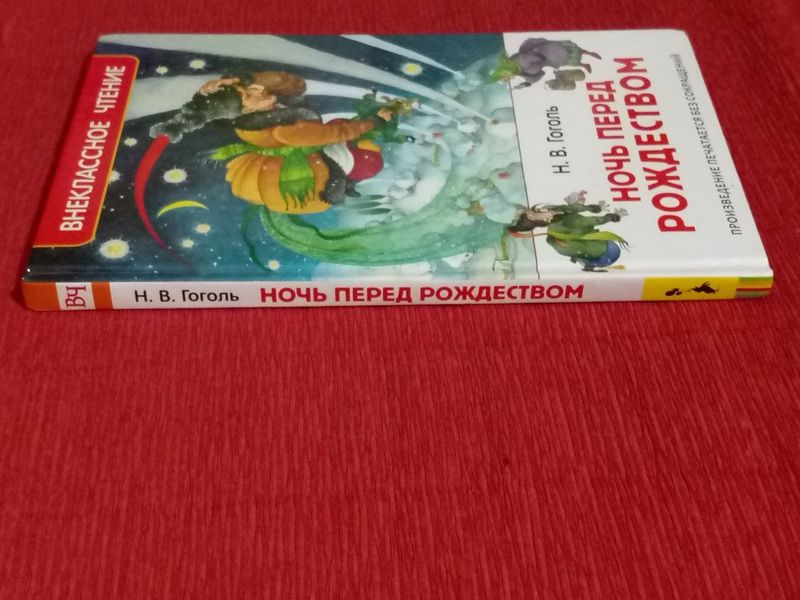 ВНЕКЛАССНОЕ ЧТЕНИЕ
Н. В. Гоголь
НОЧЬ ПЕРЕД
РОЖДЕСТВОМ
ПРОИЗВЕДЕНИЕ ПЕЧАТАЕТСЯ БЕЗ СОКРАЩЕНИЙ
ВЧ
Н. В. Гоголь
НОЧЬ ПЕРЕД РОЖДЕСТВОМ